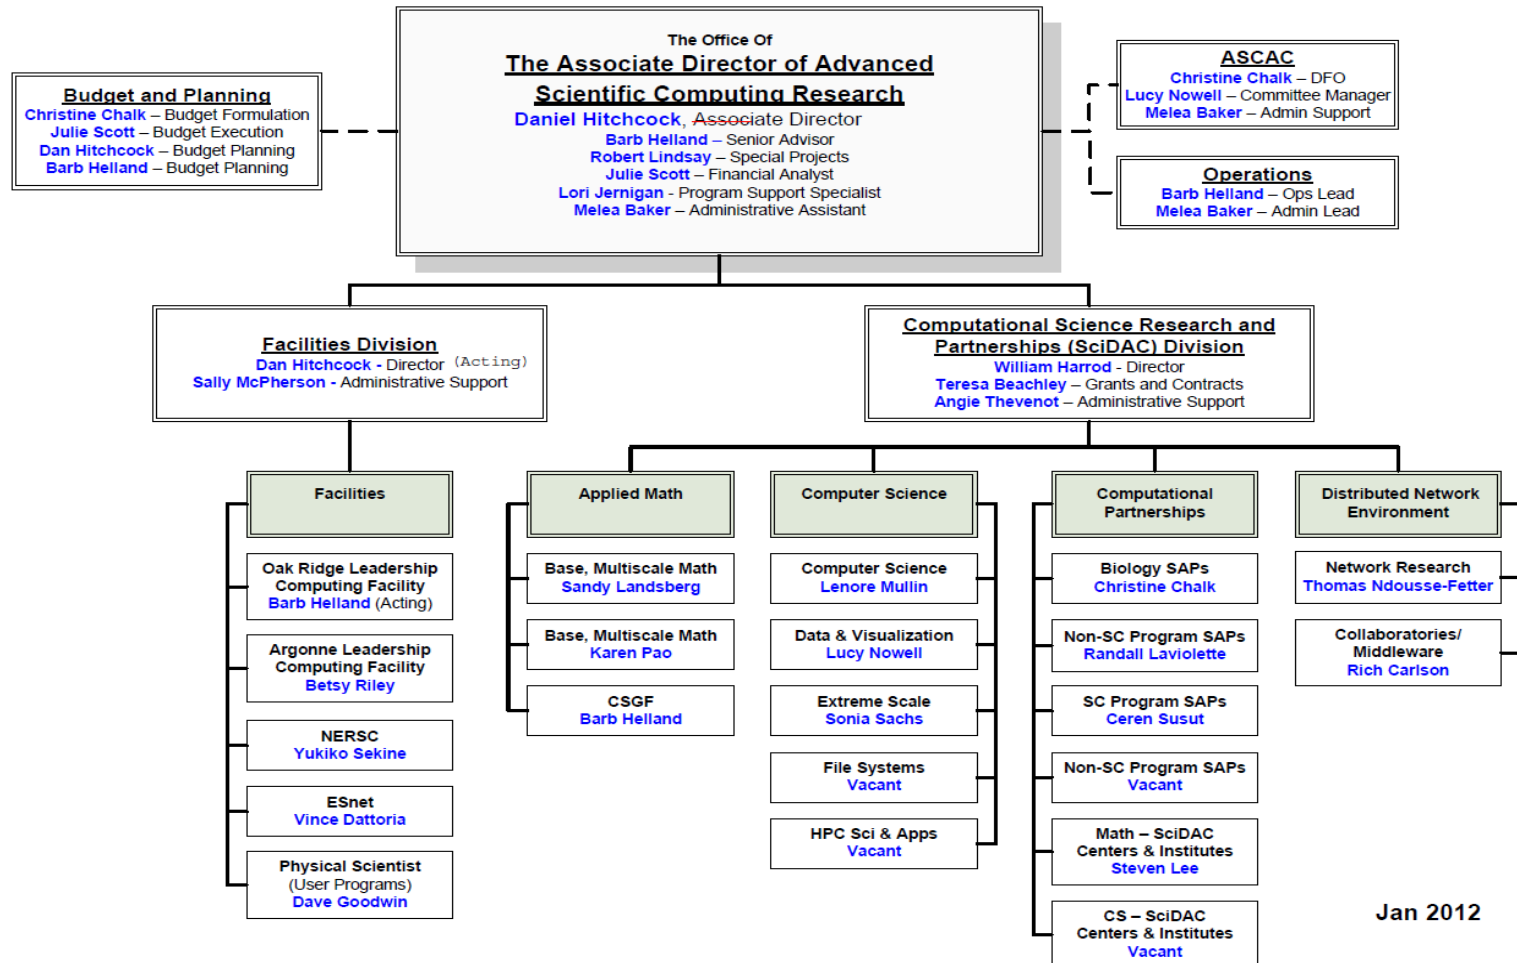 The Office Of
The Associate Director of Advanced
Scientific Computing Research
Daniel Hitchcock, Associate Director
Barb Helland – Senior Advisor
Robert Lindsay – Special Projects
Julie Scott – Financial Analyst
Lori Jernigan - Program Support Specialist
Melea Baker – Administrative Assistant
Budget and Planning
Christine Chalk – Budget Formulation
Julie Scott – Budget Execution
Dan Hitchcock – Budget Planning
Barb Helland – Budget Planning
ASCAC
Christine Chalk – DFO
Lucy Nowell – Committee Manager
Melea Baker – Admin Support
Operations
Barb Helland – Ops Lead
Melea Baker – Admin Lead
Facilities Division
Dan Hitchcock - Director (Acting)
Sally McPherson - Administrative Support
Computational Science Research and
Partnerships (SciDAC) Division
William Harrod - Director
Teresa Beachley – Grants and Contracts
Angie Thevenot – Administrative Support
Facilities
Oak Ridge Leadership
Computing Facility
Barb Helland (Acting)
Argonne Leadership
Computing Facility
Betsy Riley
NERSC
Yukiko Sekine
ESnet
Vince Dattoria
Physical Scientist
(User Programs)
Dave Goodwin
Applied Math
Base, Multiscale Math
Sandy Landsberg
Base, Multiscale Math
Karen Pao
CSGF
Barb Helland
Computer Science
Computer Science
Lenore Mullin
Data & Visualization
Lucy Nowell
Extreme Scale
Sonia Sachs
File Systems
Vacant
HPC Sci & Apps
Vacant
Computational
Partnerships
Biology SAPs
Christine Chalk
Non-SC Program SAPs
Randall Laviolette
SC Program SAPs
Ceren Susut
Non-SC Program SAPs
Vacant
Math – SciDAC
Centers & Institutes
Steven Lee
CS – SciDAC
Centers & Institutes
Vacant
Distributed Network
Environment
Network Research
Thomas Ndousse-Fetter
Collaboratories/
Middleware
Rich Carlson
Jan 2012